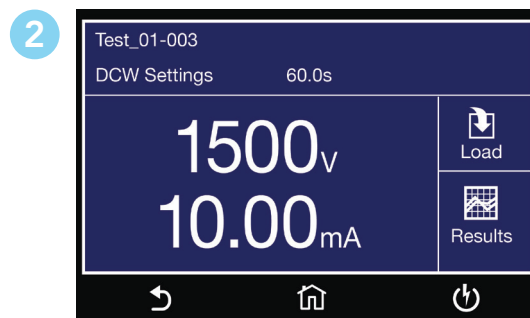 2
Test_01-003
DCW Settings 60.0s
1500V
10.00mA
Load
Results